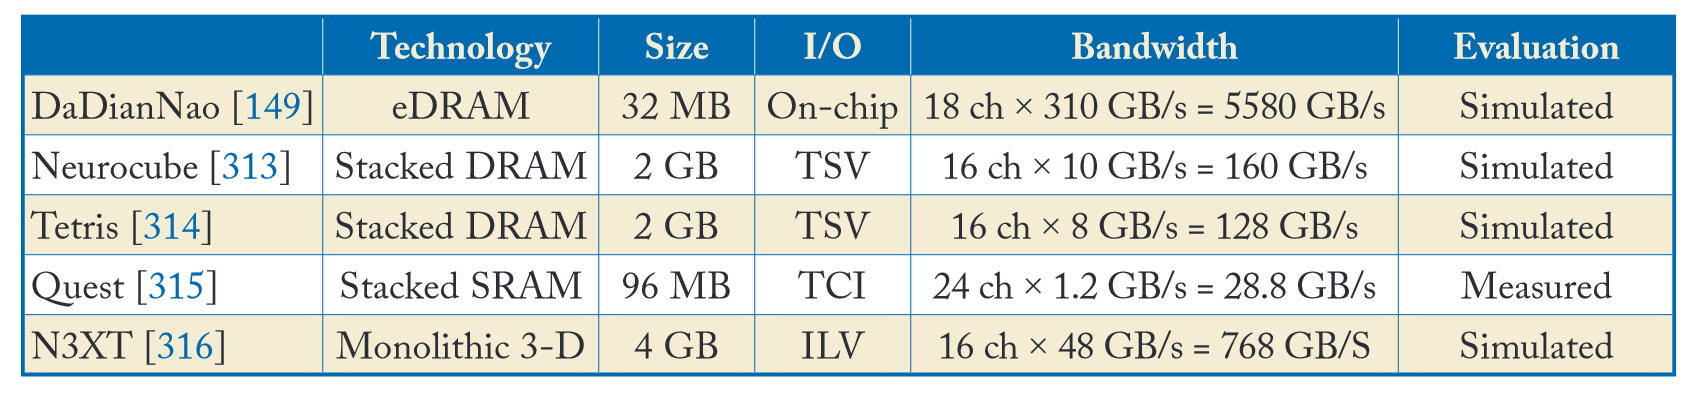 Technology Size I/O Bandwidth Evaluation
DaDianNao [149] eDRAM 32 MB On-chip 18 ch × 310 GB/s = 5580 GB/s Simulated
Neurocube [313] Stacked DRAM 2 GB TSV 16 ch × 10 GB/s = 160 GB/s Simulated
Tetris [314] Stacked DRAM 2 GB TSV 16 ch × 8 GB/s = 128 GB/s Simulated
Quest [315] Stacked SRAM 96 MB TCI 24 ch × 1.2 GB/s = 28.8 GB/s Measured
N3XT [316] Monolithic 3-D 4 GB ILV 16 ch × 48 GB/s = 768 GB/S Simulated